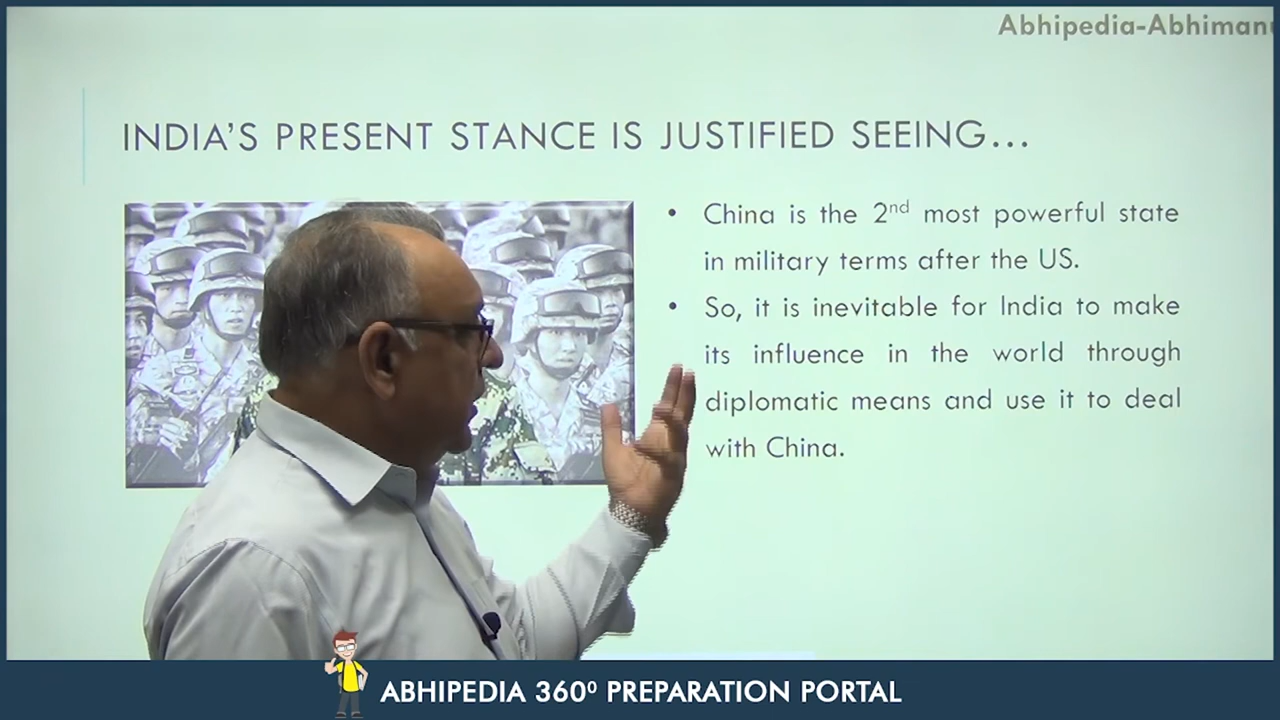 Abhipedia-Abhimanu
INDIA'S PRESENT STANCE IS JUSTIFIED SEEING...
• China is the 2nd most powerful state
in military terms after the US.
• So, it is inevitable for India to make
its influence in the world through
diplomatic means and use it to deal
with China.
ABHIPEDIA 360⁰ PREPARATION PORTAL